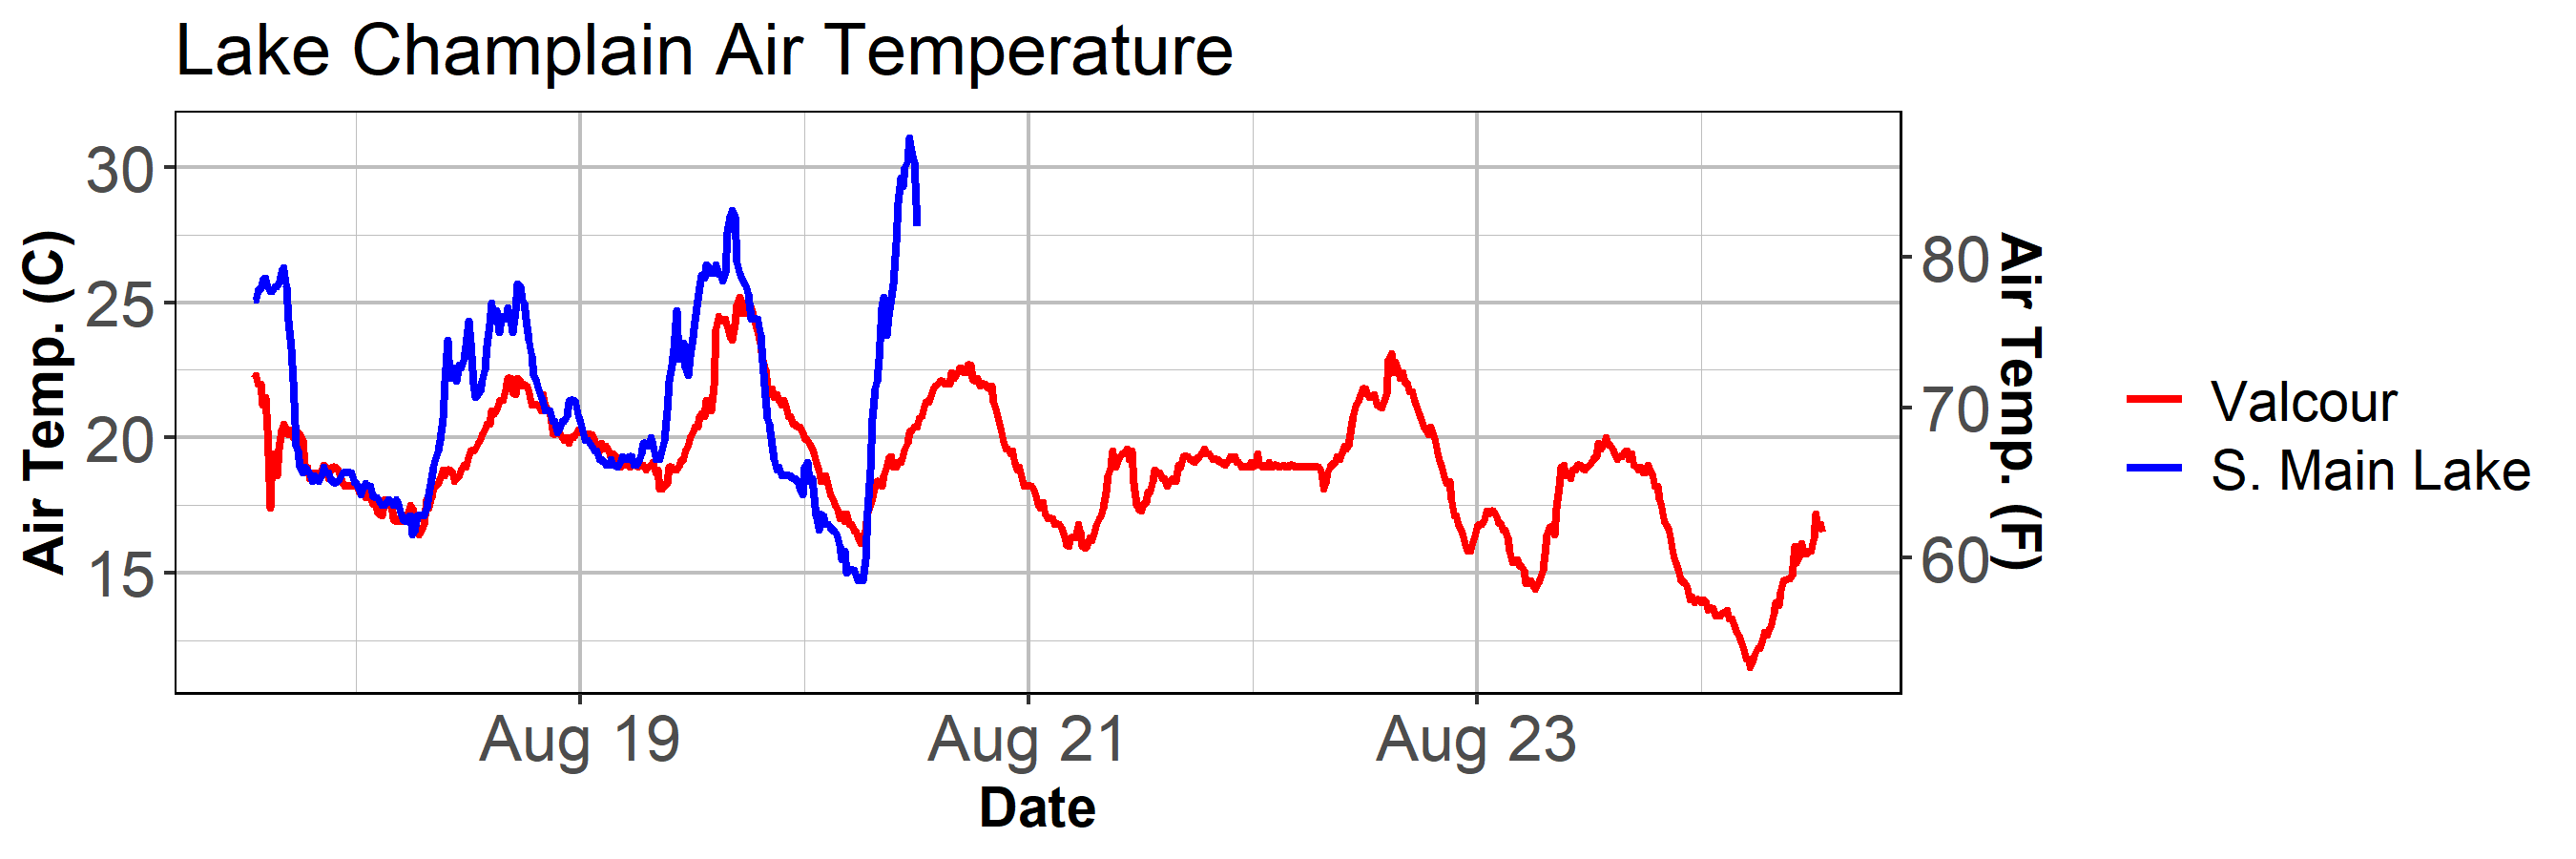 Lake Champlain Air Temperature
Air Temp. (C)
30
25
20
15
80
70
60
Air Temp. (F)
Aug 19
Aug 21
Aug 23
Date
Valcour
S. Main Lake